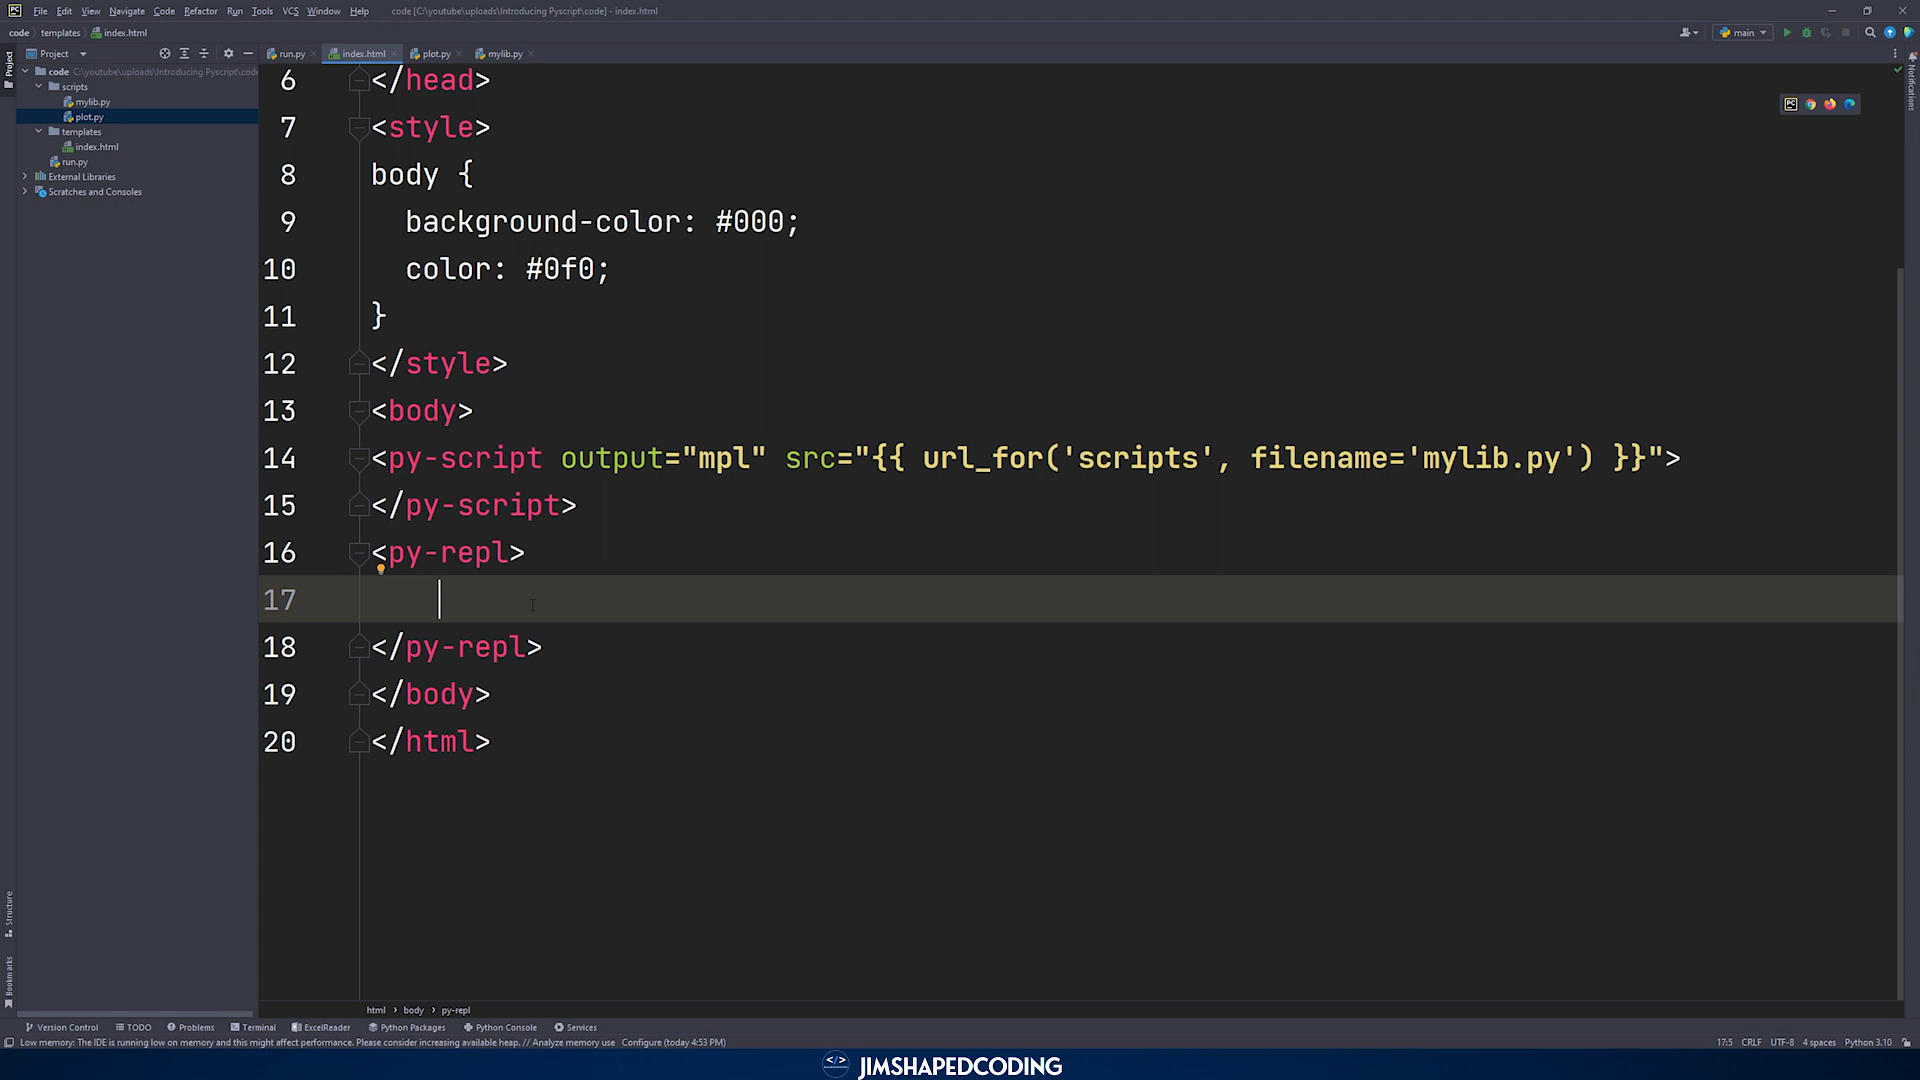 PC File Edit View Navigate Code Refactor Run Tools VCS Window Help code [C:\youtube\uploads\Introducing Pyscript\code] - index.html
code templates index.html main
Project run.py index.html plot.py mylib.py
Project
Notifications
code C:\youtube\uploads\Introducing Pyscript\code
scripts
mylib.py
plot.py
templates
index.html
run.py
External Libraries
Scratches and Consoles
6 </head>
7 <style>
8 body {
9 background-color: #000;
10 color: #0f0;
11 }
12 </style>
13 <body>
14 <py-script output="mpl" src="{{ url_for('scripts', filename='mylib.py') }}">
15 </py-script>
16 <py-repl>
17
18 </py-repl>
19 </body>
20 </html>
Structure
Bookmarks
html › body › py-repl
Version Control TODO Problems Terminal ExcelReader Python Packages Python Console Services
Low memory: The IDE is running low on memory and this might affect performance. Please consider increasing available heap. // Analyze memory use Configure (today 4:53 PM) 17:5 CRLF UTF-8 4 spaces Python 3.10
</> JIMSHAPEDCODING